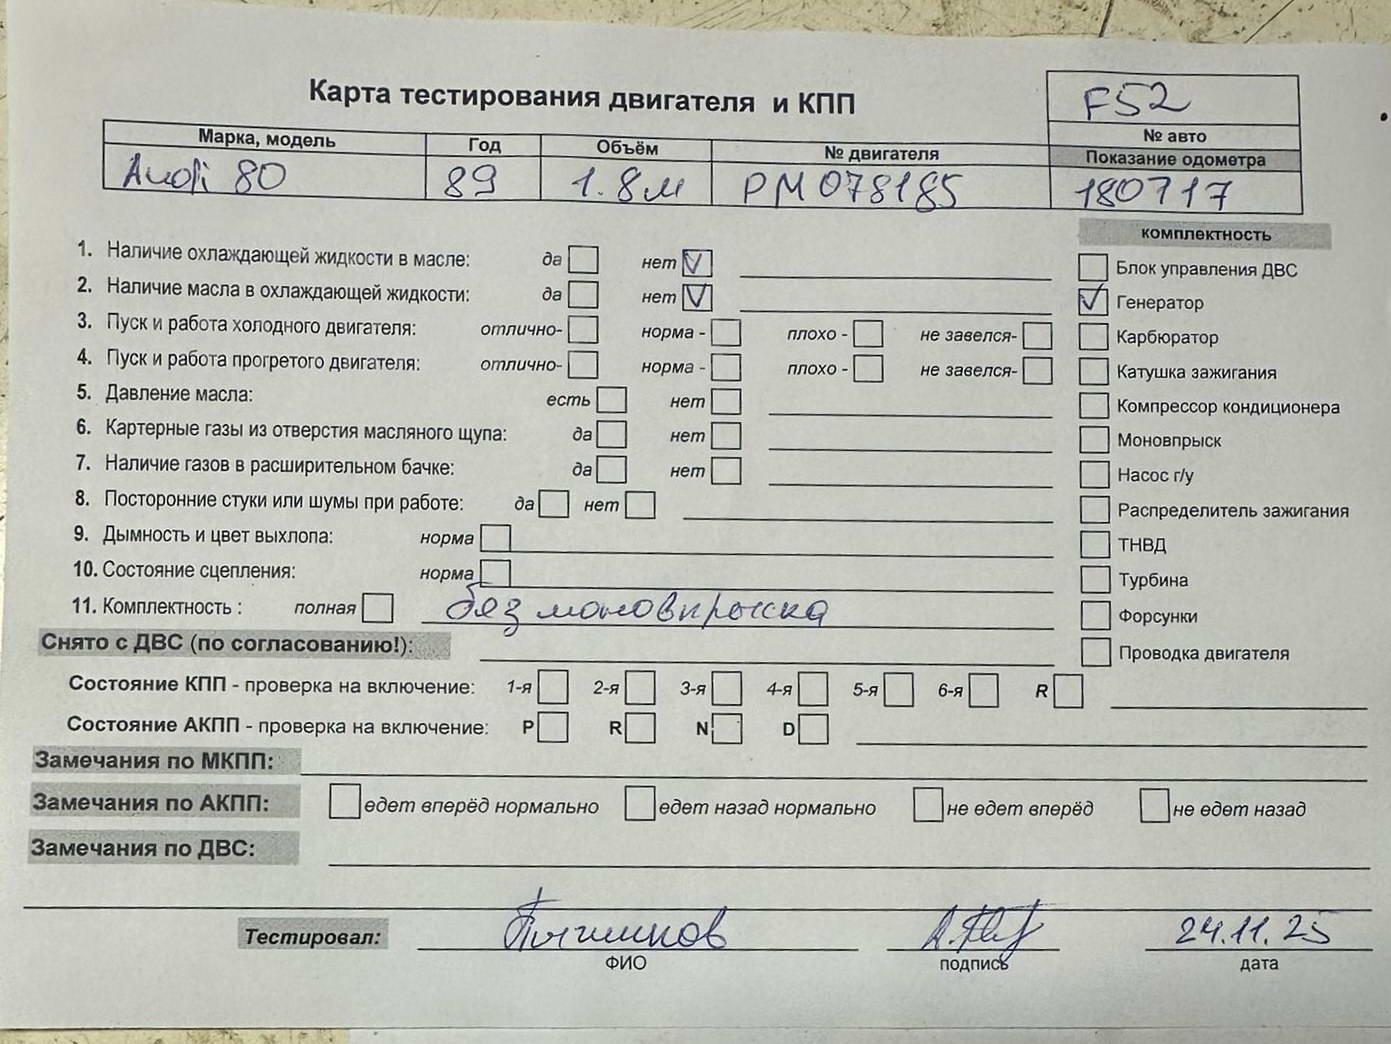 Карта тестирования двигателя и КПП
F52
№ авто
Марка, модель Год Объём № двигателя Показание одометра
Audi 80 89 1.8м РМ078185 180717
комплектность
1. Наличие охлаждающей жидкости в масле: да нет V
Блок управления ДВС
2. Наличие масла в охлаждающей жидкости: да нет V
Генератор
3. Пуск и работа холодного двигателя: отлично- норма - плохо - не завелся-
Карбюратор
4. Пуск и работа прогретого двигателя: отлично- норма - плохо - не завелся-
Катушка зажигания
5. Давление масла: есть нет
Компрессор кондиционера
6. Картерные газы из отверстия масляного щупа: да нет
Моновпрыск
7. Наличие газов в расширительном бачке: да нет
Насос г/у
8. Посторонние стуки или шумы при работе: да нет
Распределитель зажигания
9. Дымность и цвет выхлопа: норма
ТНВД
10. Состояние сцепления: норма
Турбина
11. Комплектность : полная без моновпрыска
Форсунки
Снято с ДВС (по согласованию!):
Проводка двигателя
Состояние КПП - проверка на включение: 1-я 2-я 3-я 4-я 5-я 6-я R
Состояние АКПП - проверка на включение: P R N D
Замечания по МКПП:
Замечания по АКПП: едет вперёд нормально едет назад нормально не едет вперёд не едет назад
Замечания по ДВС:
Тестировал: 24.11.25
ФИО подпись дата